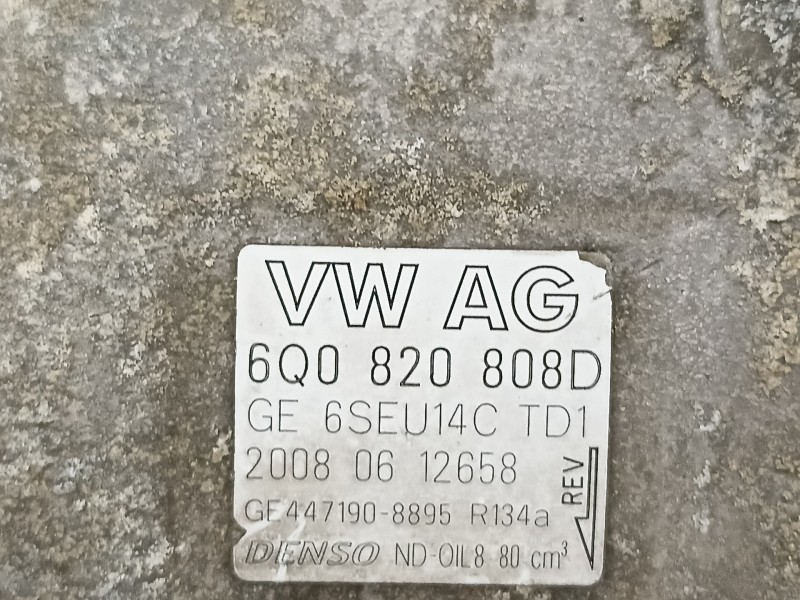 VW AG
6Q0 820 808D
GE 6SEU14C TD1
2008 06 12658
REV
GE447190-8895 R134a
DENSO ND-OIL8 80 cm³